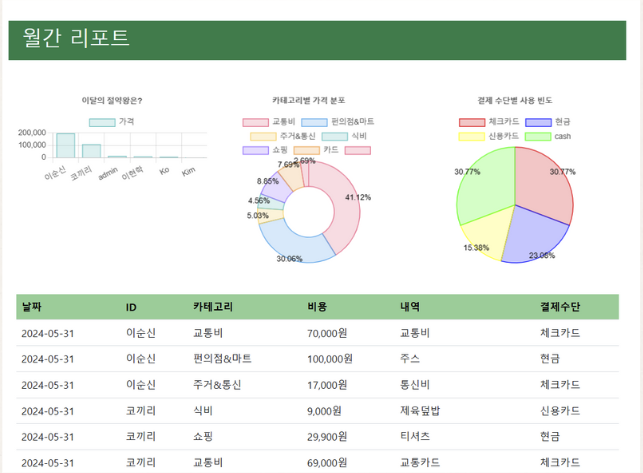 월간 리포트
이달의 절약왕은?
가격
200,000
100,000
0
이순신 코끼리 admin 이현학 Ko Kim
카테고리별 가격 분포
교통비 편의점&마트
주거&통신 식비
쇼핑 카드
2.69%
7.69%
8.85%
4.56%
5.03%
30.06%
41.12%
결제 수단별 사용 빈도
체크카드 현금
신용카드 cash
30.77% 30.77%
15.38%
23.08%
날짜 ID 카테고리 비용 내역 결제수단
2024-05-31 이순신 교통비 70,000원 교통비 체크카드
2024-05-31 이순신 편의점&마트 100,000원 주스 현금
2024-05-31 이순신 주거&통신 17,000원 통신비 체크카드
2024-05-31 코끼리 식비 9,000원 제육덮밥 신용카드
2024-05-31 코끼리 쇼핑 29,900원 티셔츠 현금
2024-05-31 코끼리 교통비 69,000원 교통카드 체크카드